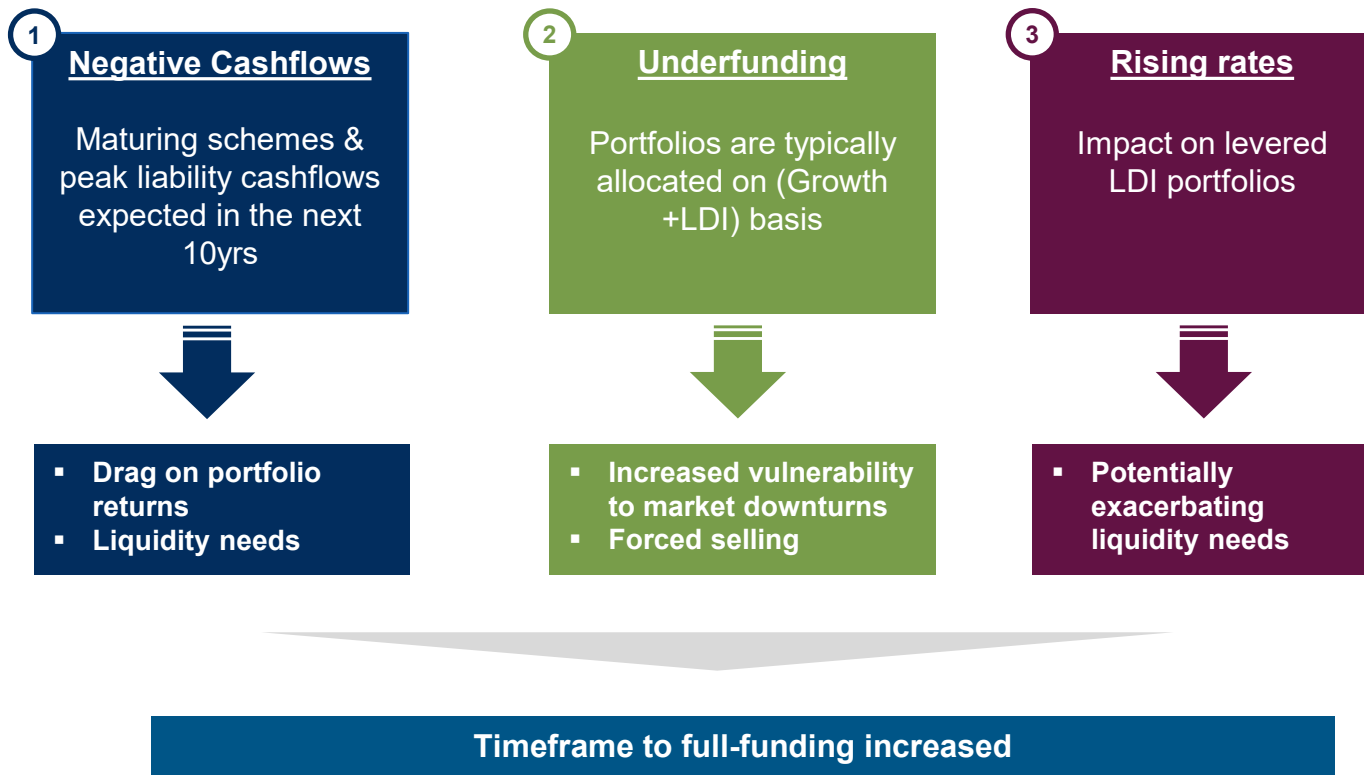 1
Negative Cashflows
Maturing schemes &
peak liability cashflows
expected in the next
10yrs
▪ Drag on portfolio
returns
▪ Liquidity needs
2
Underfunding
Portfolios are typically
allocated on (Growth
+LDI) basis
▪ Increased vulnerability
to market downturns
▪ Forced selling
3
Rising rates
Impact on levered
LDI portfolios
▪ Potentially
exacerbating
liquidity needs
Timeframe to full-funding increased